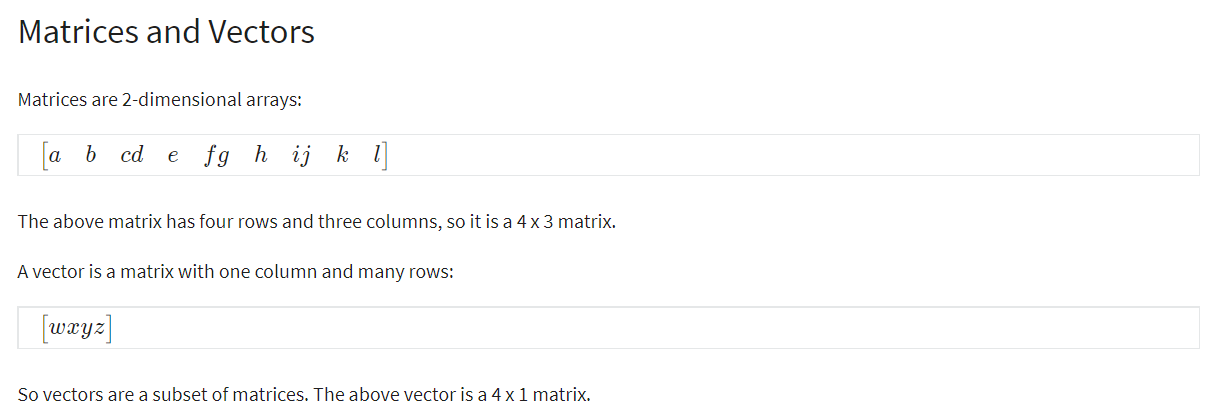 Matrices and Vectors
Matrices are 2-dimensional arrays:
[a b cd e fg h ij k l]
The above matrix has four rows and three columns, so it is a 4 x 3 matrix.
A vector is a matrix with one column and many rows:
[wxyz]
So vectors are a subset of matrices. The above vector is a 4 x 1 matrix.